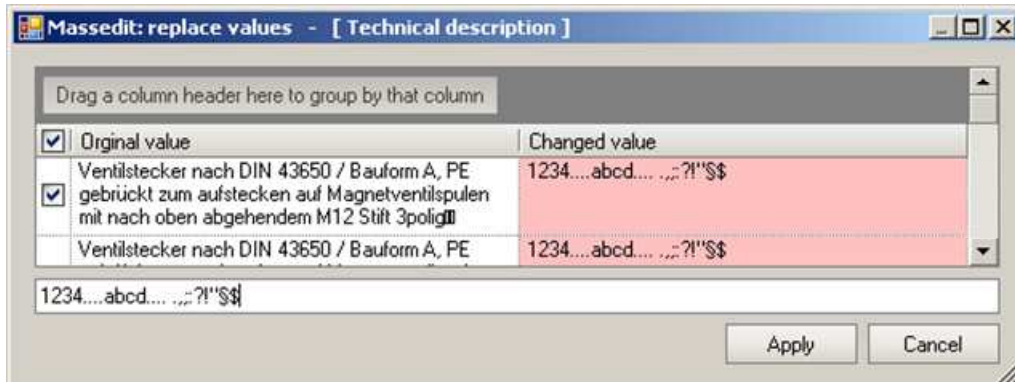 Massedit: replace values - [ Technical description ]
Drag a column header here to group by that column
Orginal value Changed value
Ventilstecker nach DIN 43650 / Bauform A, PE 1234....abcd.... .,;:?!"§$
gebrückt zum aufstecken auf Magnetventilspulen
mit nach oben abgehendem M12 Stift 3polig
Ventilstecker nach DIN 43650 / Bauform A, PE 1234....abcd.... .,;:?!"§$
1234....abcd.... .,;:?!"§$
Apply Cancel